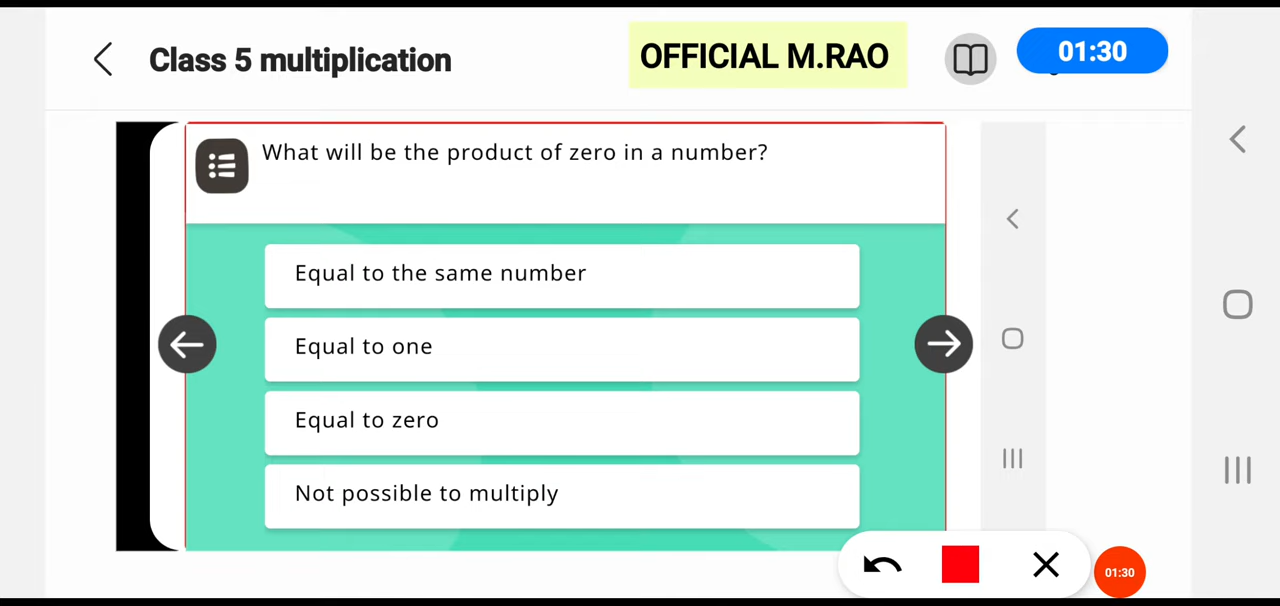 Class 5 multiplication
OFFICIAL M.RAO
01:30
What will be the product of zero in a number?
Equal to the same number
Equal to one
Equal to zero
Not possible to multiply
01:30